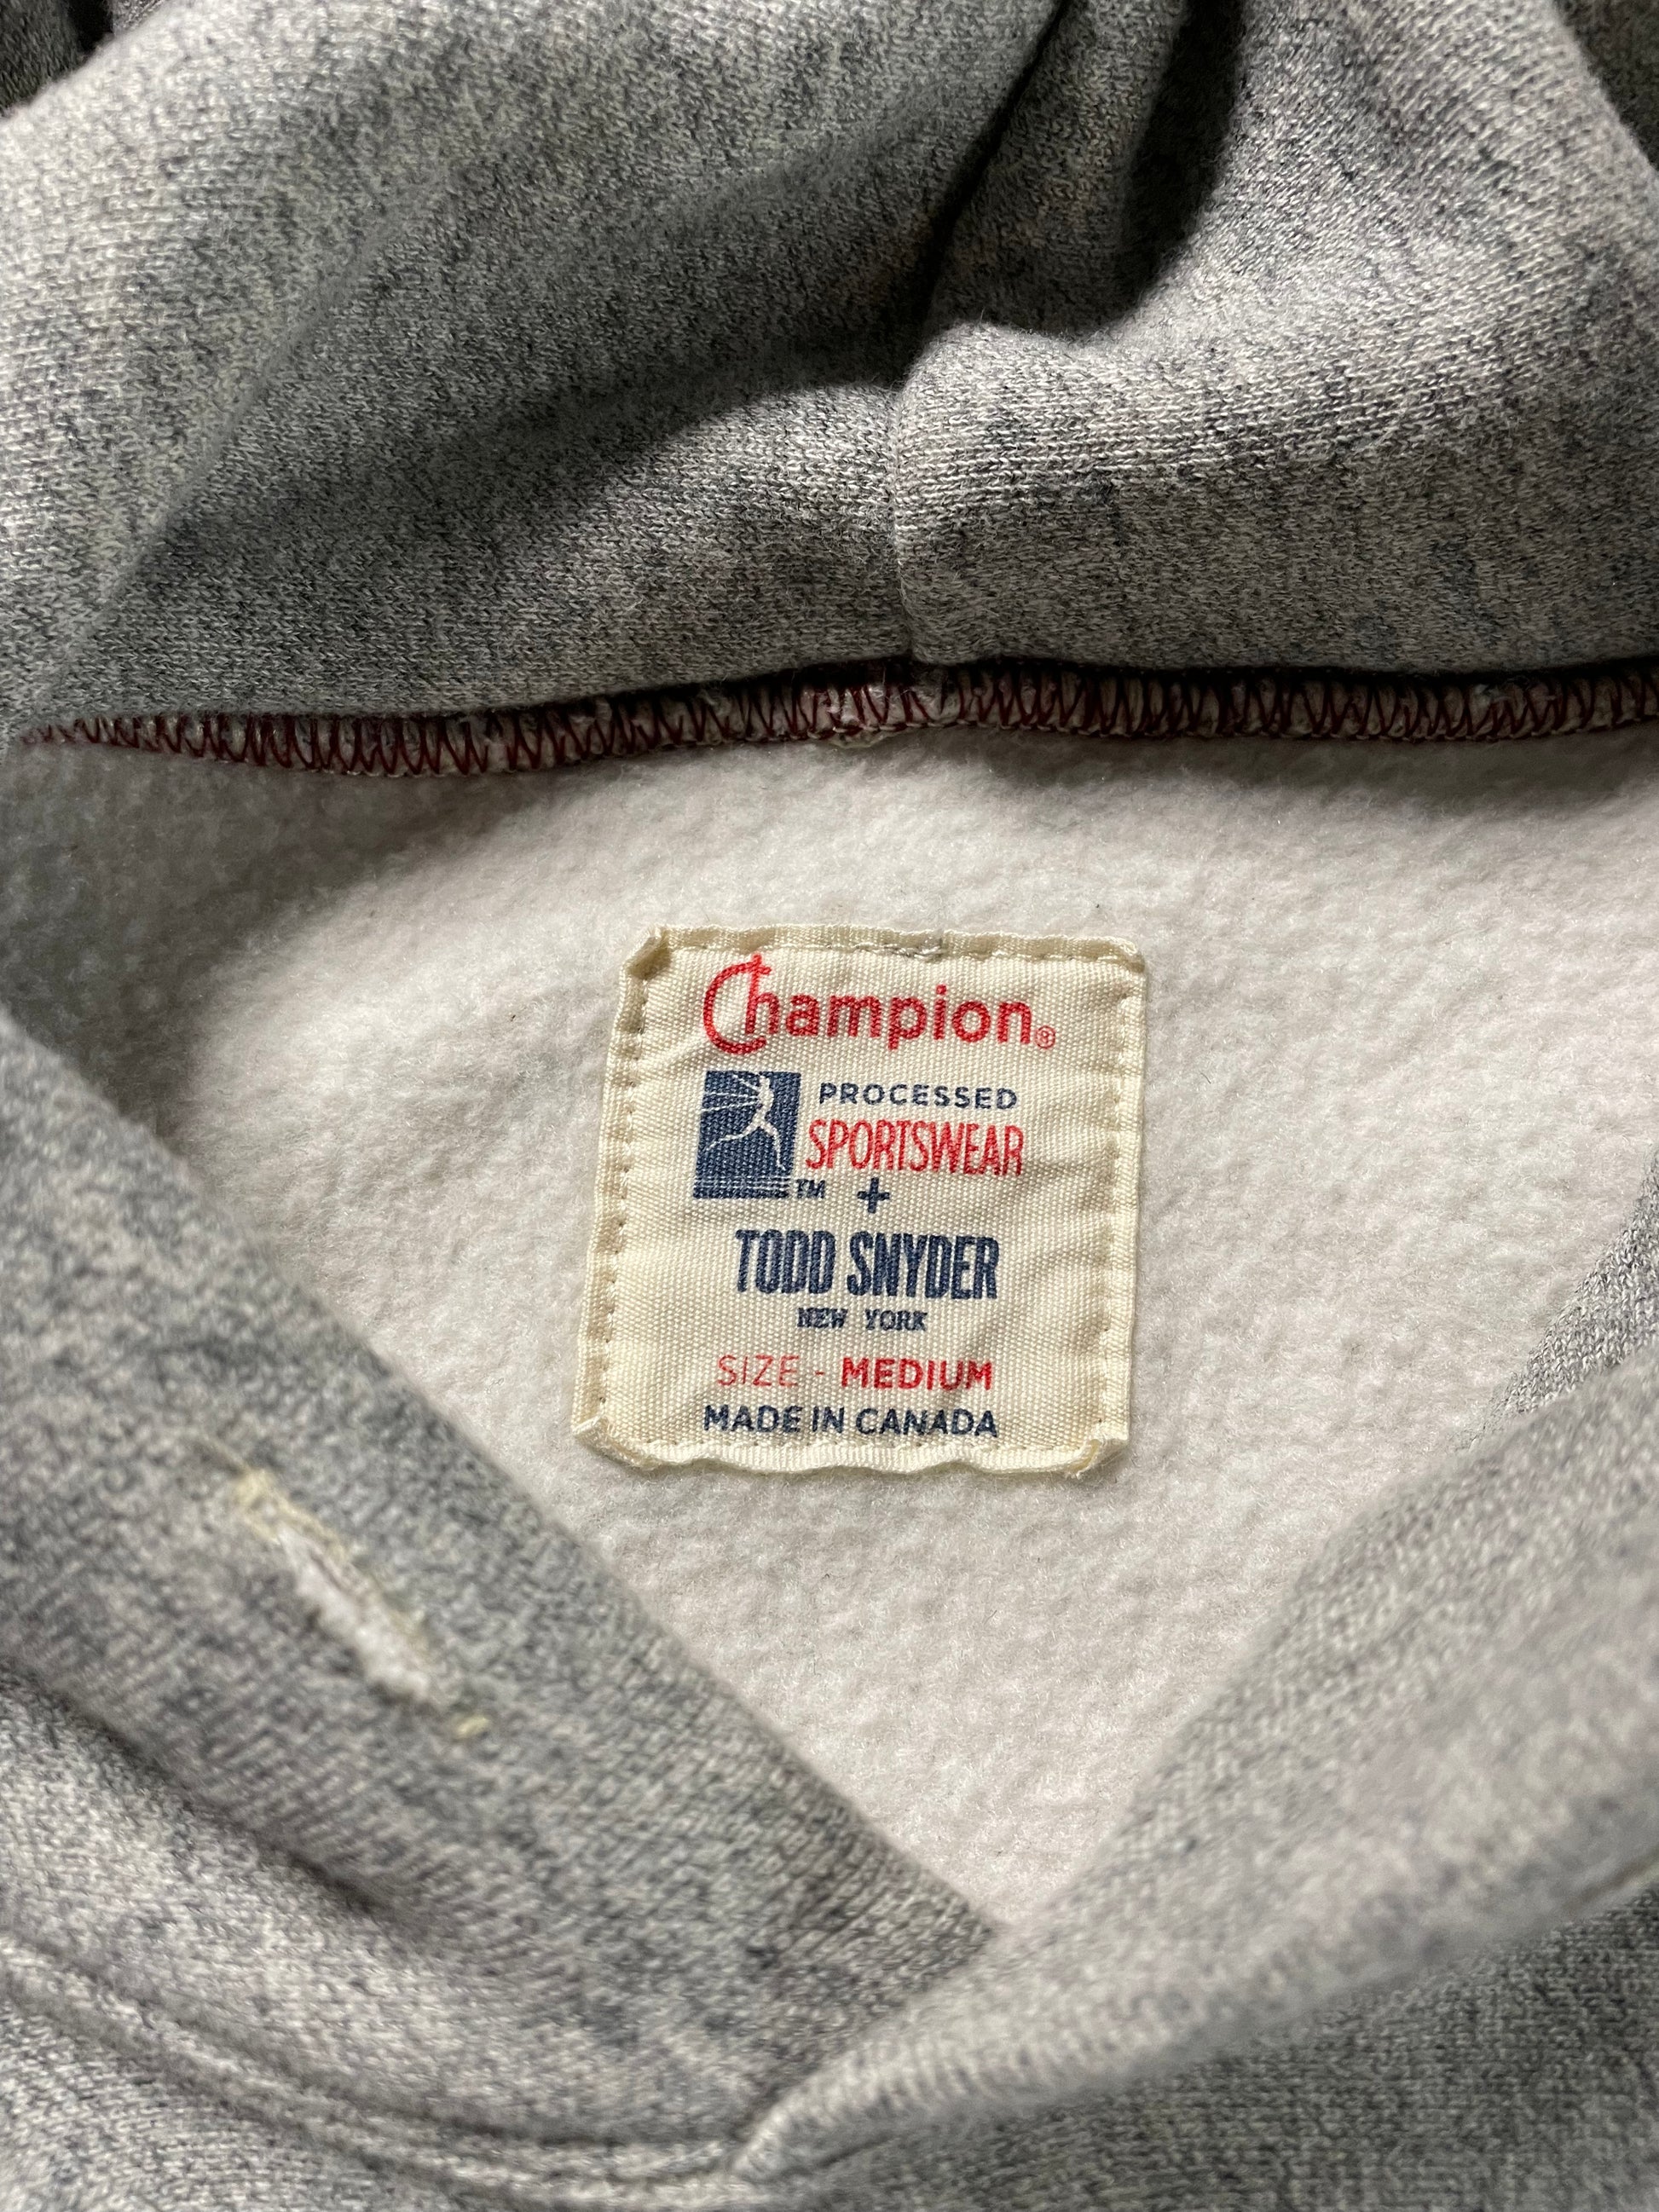 Champion®
PROCESSED
SPORTSWEAR
TM +
TODD SNYDER
NEW YORK
SIZE - MEDIUM
MADE IN CANADA